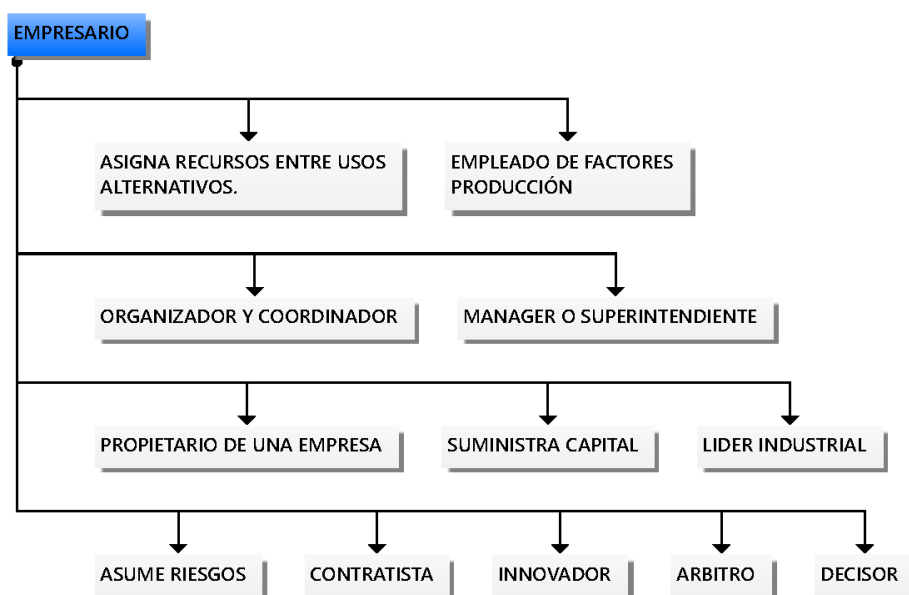 EMPRESARIO
ASIGNA RECURSOS ENTRE USOS
ALTERNATIVOS.
EMPLEADO DE FACTORES
PRODUCCIÓN
ORGANIZADOR Y COORDINADOR
MANAGER O SUPERINTENDIENTE
PROPIETARIO DE UNA EMPRESA
SUMINISTRA CAPITAL
LIDER INDUSTRIAL
ASUME RIESGOS
CONTRATISTA
INNOVADOR
ARBITRO
DECISOR